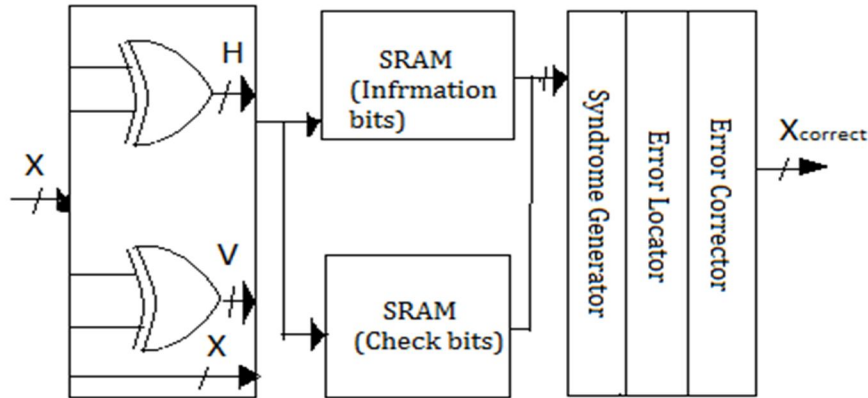 X
H
V
X
SRAM
(Infrmation
bits)
SRAM
(Check bits)
Syndrome Generator
Error Locator
Error Corrector
Xcorrect